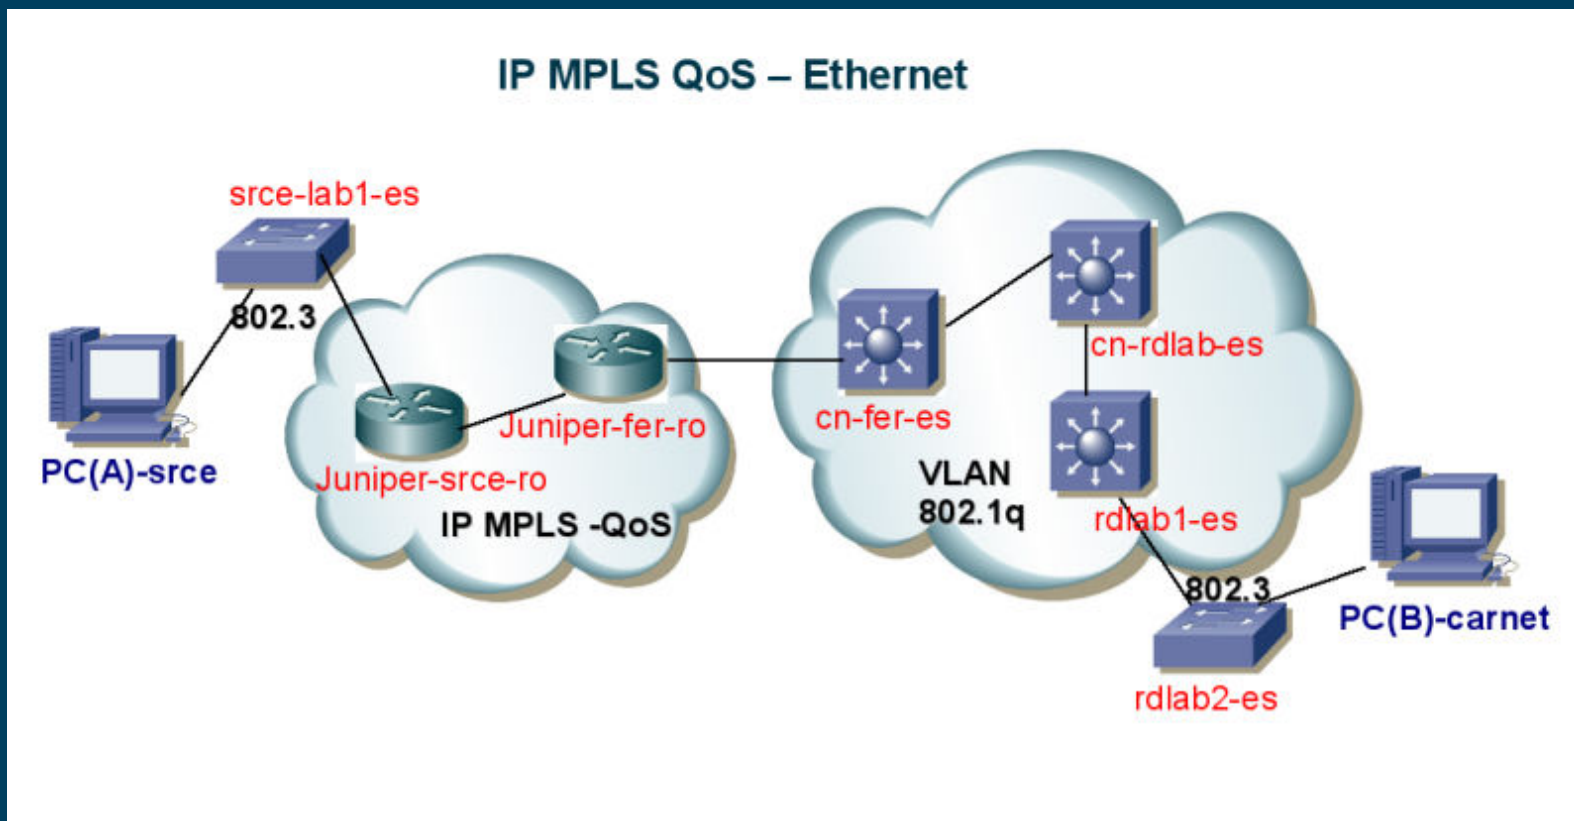 IP MPLS QoS – Ethernet
srce-lab1-es
802.3
PC(A)-srce
Juniper-srce-ro
Juniper-fer-ro
IP MPLS -QoS
cn-fer-es
cn-rdlab-es
VLAN
802.1q
rdlab1-es
802.3
rdlab2-es
PC(B)-carnet